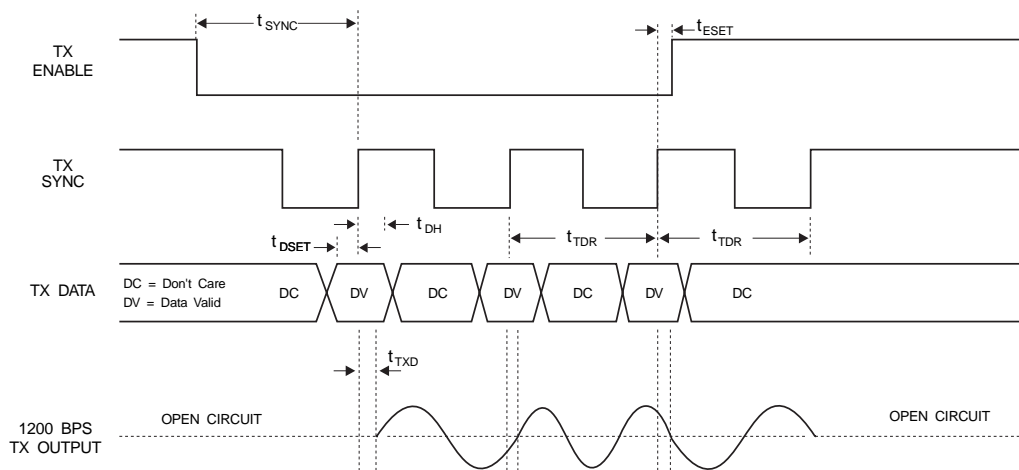 tSYNC
tESET
TX
ENABLE
TX
SYNC
tDH
tDSET
tTDR
tTDR
TX DATA
DC = Don't Care
DV = Data Valid
DC
DV
DC
DV
DC
DV
DC
tTXD
1200 BPS
TX OUTPUT
OPEN CIRCUIT
OPEN CIRCUIT